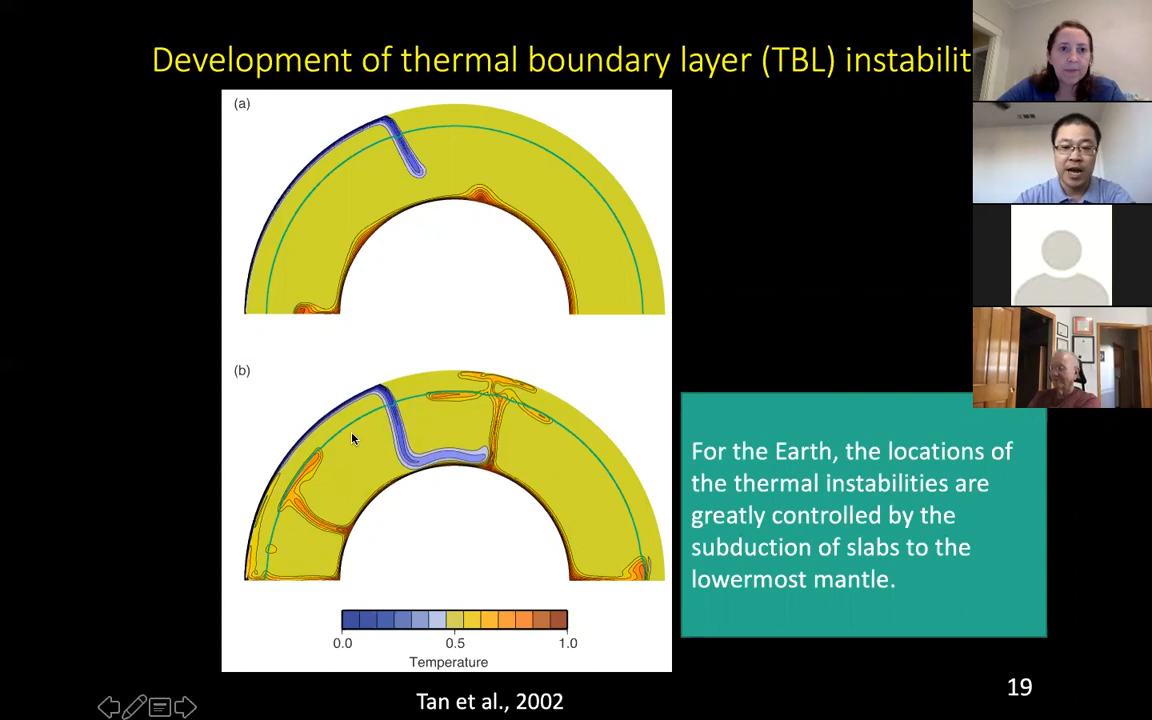 Development of thermal boundary layer (TBL) instabilit
(a)
(b)
For the Earth, the locations of
the thermal instabilities are
greatly controlled by the
subduction of slabs to the
lowermost mantle.
0.0 0.5 1.0
Temperature
Tan et al., 2002
19